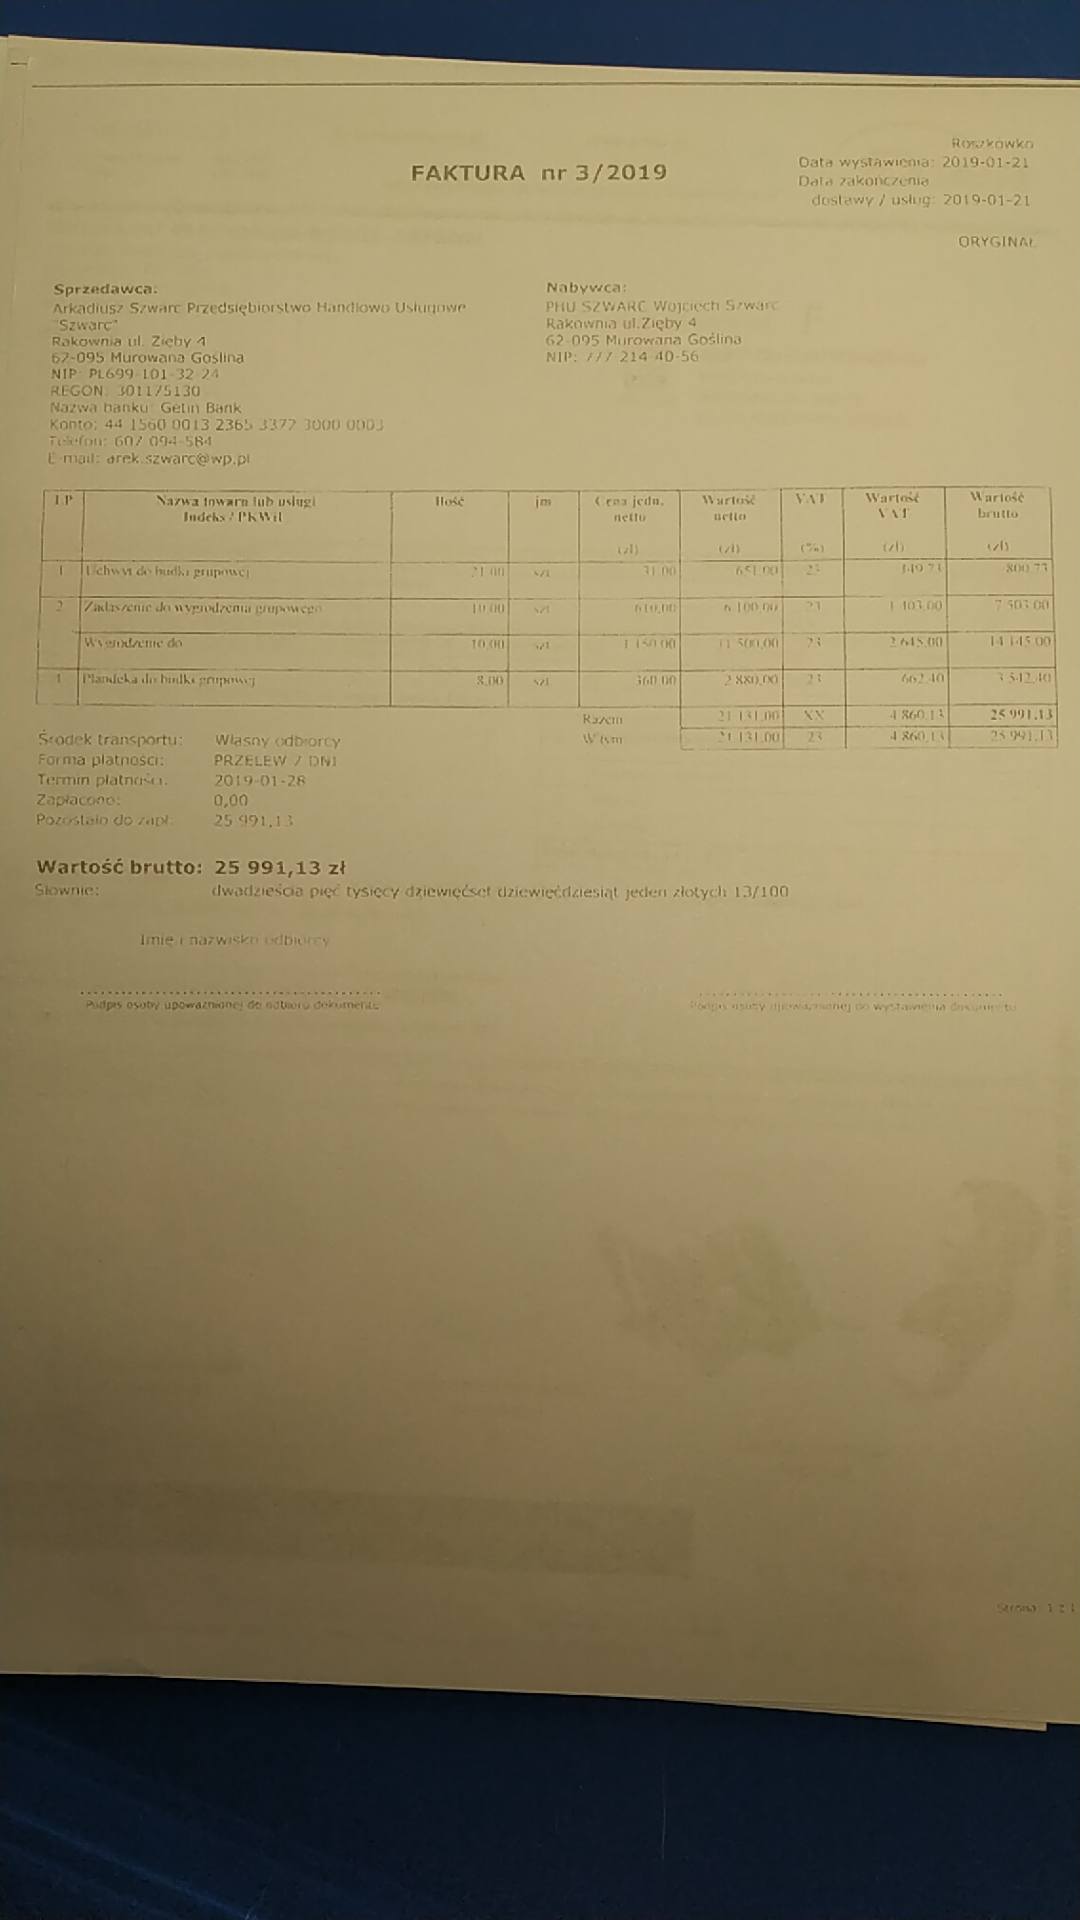 Roszkówko
FAKTURA nr 3/2019
Data wystawienia: 2019-01-21
Data zakończenia
dostawy / usług: 2019-01-21
ORYGINAŁ
Sprzedawca:
Arkadiusz Szwarc Przedsiębiorstwo Handlowo Usługowe
"Szwarc"
Rakownia ul. Zięby 4
62-095 Murowana Goślina
NIP: PL699-101-32-24
REGON: 301175130
Nazwa banku: Getin Bank
Konto: 44 1560 0013 2365 3377 3000 0003
Telefon: 607-094-584
E-mail: arek.szwarc@wp.pl
Nabywca:
PHU SZWARC Wojciech Szwarc
Rakownia ul.Zięby 4
62-095 Murowana Goślina
NIP: 777-214-40-56
LP Nazwa towaru lub usługi Indeks / PKWiU Ilość jm Cena jedn. netto (zł) Wartość netto (zł) VAT (%) Wartość VAT (zł) Wartość brutto (zł)
1 Uchwyt do budki grupowej 21,00 szt 31,00 651,00 23 149,73 800,73
2 Zadaszenie do wygrodzenia grupowego 10,00 szt 610,00 6 100,00 23 1 403,00 7 503,00
Wygrodzenie do 10,00 szt 1 150,00 11 500,00 23 2 645,00 14 145,00
4 Plandeka do budki grupowej 8,00 szt 360,00 2 880,00 23 662,40 3 542,40
Razem 21 131,00 XX 4 860,13 25 991,13
W tym 21 131,00 23 4 860,13 25 991,13
Środek transportu: Własny odbiorcy
Forma płatności: PRZELEW 7 DNI
Termin płatności: 2019-01-28
Zapłacono: 0,00
Pozostało do zapł: 25 991,13
Wartość brutto: 25 991,13 zł
Słownie: dwadzieścia pięć tysięcy dziewięćset dziewięćdziesiąt jeden złotych 13/100
Imię i nazwisko odbiorcy
Podpis osoby upoważnionej do odbioru dokumentu
Podpis osoby upoważnionej do wystawienia dokumentu
Strona: 1 z 1